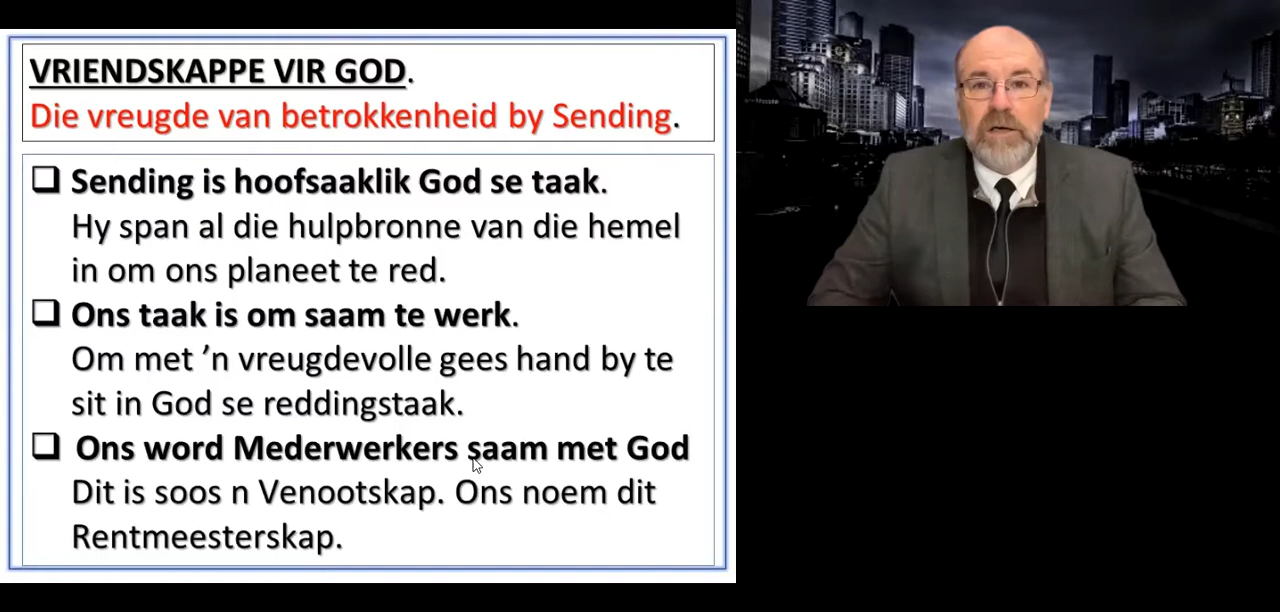 VRIENDSKAPPE VIR GOD.
Die vreugde van betrokkenheid by Sending.
Sending is hoofsaaklik God se taak.
Hy span al die hulpbronne van die hemel
in om ons planeet te red.
Ons taak is om saam te werk.
Om met ’n vreugdevolle gees hand by te
sit in God se reddingstaak.
Ons word Mederwerkers saam met God
Dit is soos n Venootskap. Ons noem dit
Rentmeesterskap.